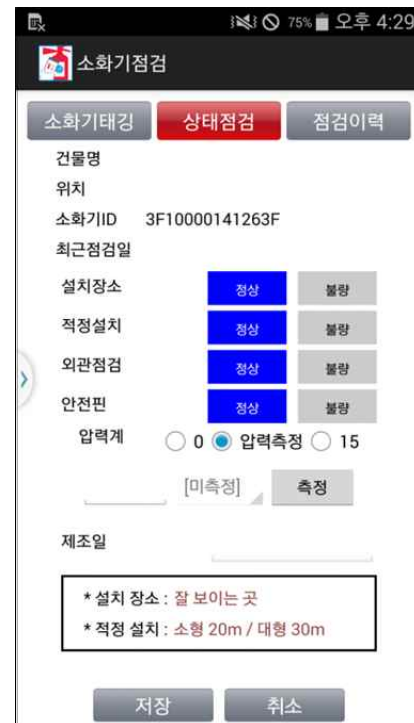 75% 오후 4:29
소화기점검
소화기태깅 상태점검 점검이력
건물명
위치
소화기ID 3F10000141263F
최근점검일
설치장소 정상 불량
적정설치 정상 불량
외관점검 정상 불량
안전핀 정상 불량
압력계 0 압력측정 15
[미측정] 측정
제조일
* 설치 장소 : 잘 보이는 곳
* 적정 설치 : 소형 20m / 대형 30m
저장 취소